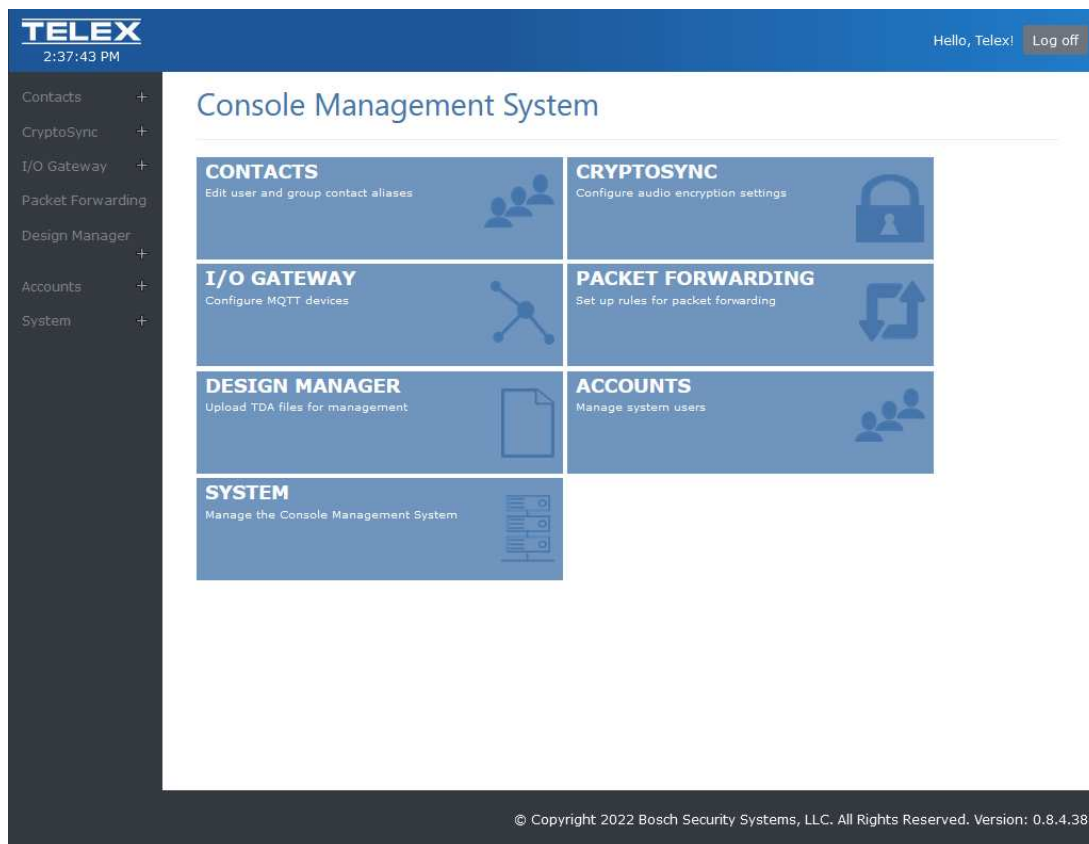 TELEX
2:37:43 PM
Hello, Telex!
Log off
Contacts +
CryptoSync +
I/O Gateway +
Packet Forwarding
Design Manager
+
Accounts +
System +
Console Management System
CONTACTS
Edit user and group contact aliases
CRYPTOSYNC
Configure audio encryption settings
I/O GATEWAY
Configure MQTT devices
PACKET FORWARDING
Set up rules for packet forwarding
DESIGN MANAGER
Upload TDA files for management
ACCOUNTS
Manage system users
SYSTEM
Manage the Console Management System
© Copyright 2022 Bosch Security Systems, LLC. All Rights Reserved. Version: 0.8.4.38